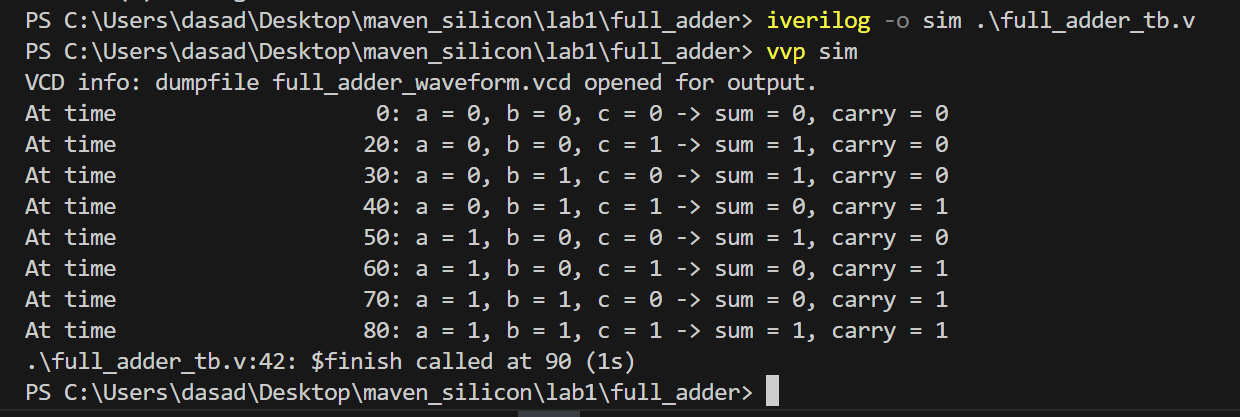 PS C:\Users\dasad\Desktop\maven_silicon\lab1\full_adder> iverilog -o sim .\full_adder_tb.v
PS C:\Users\dasad\Desktop\maven_silicon\lab1\full_adder> vvp sim
VCD info: dumpfile full_adder_waveform.vcd opened for output.
At time                    0: a = 0, b = 0, c = 0 -> sum = 0, carry = 0
At time                   20: a = 0, b = 0, c = 1 -> sum = 1, carry = 0
At time                   30: a = 0, b = 1, c = 0 -> sum = 1, carry = 0
At time                   40: a = 0, b = 1, c = 1 -> sum = 0, carry = 1
At time                   50: a = 1, b = 0, c = 0 -> sum = 1, carry = 0
At time                   60: a = 1, b = 0, c = 1 -> sum = 0, carry = 1
At time                   70: a = 1, b = 1, c = 0 -> sum = 0, carry = 1
At time                   80: a = 1, b = 1, c = 1 -> sum = 1, carry = 1
.\full_adder_tb.v:42: $finish called at 90 (1s)
PS C:\Users\dasad\Desktop\maven_silicon\lab1\full_adder>